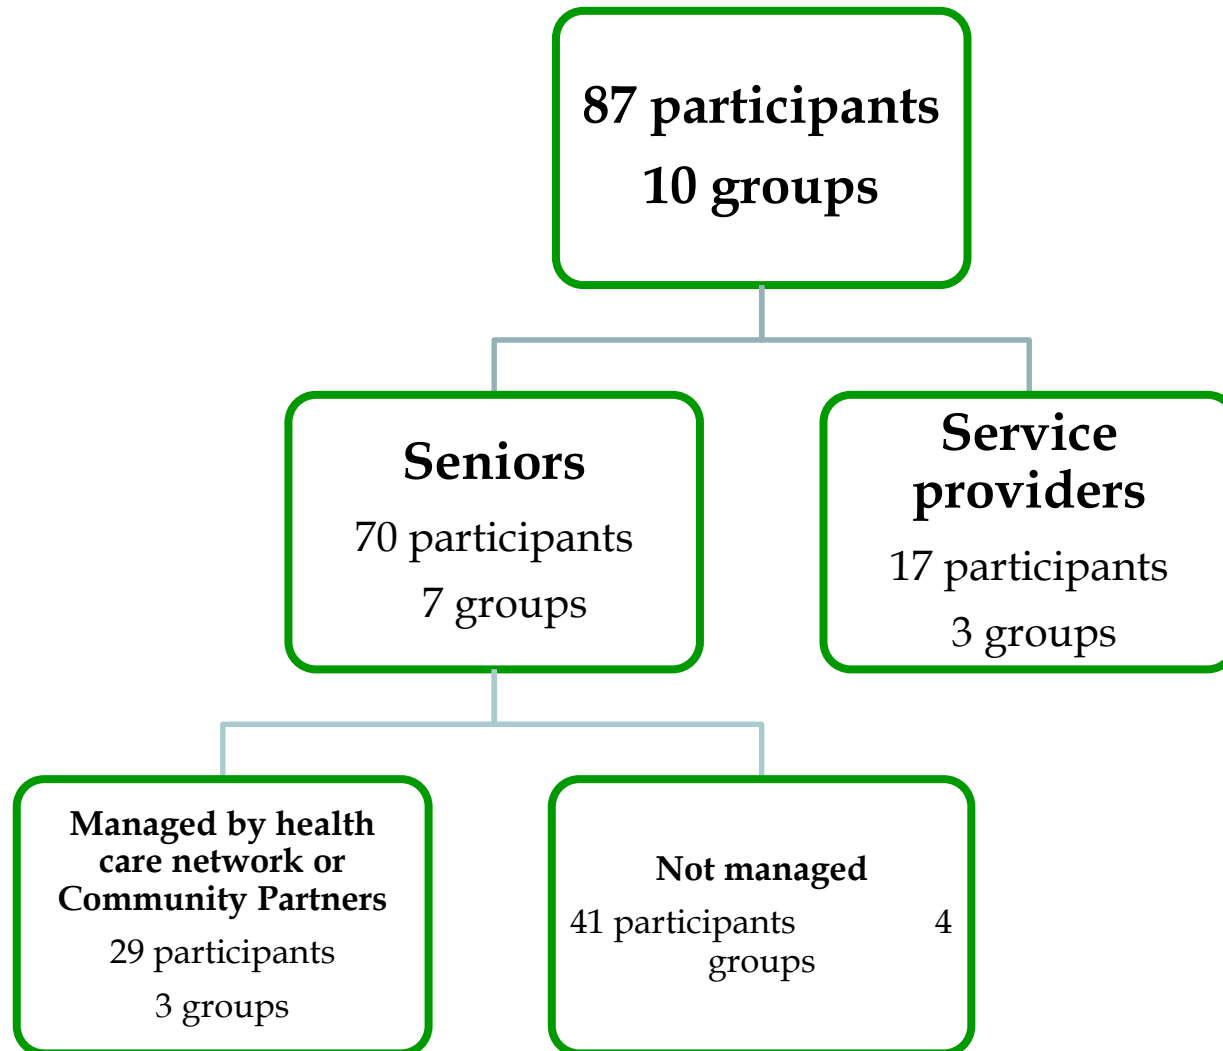 87 participants
10 groups
Seniors
70 participants
7 groups
Service
providers
17 participants
3 groups
Managed by health
care network or
Community Partners
29 participants
3 groups
Not managed
41 participants 4
groups